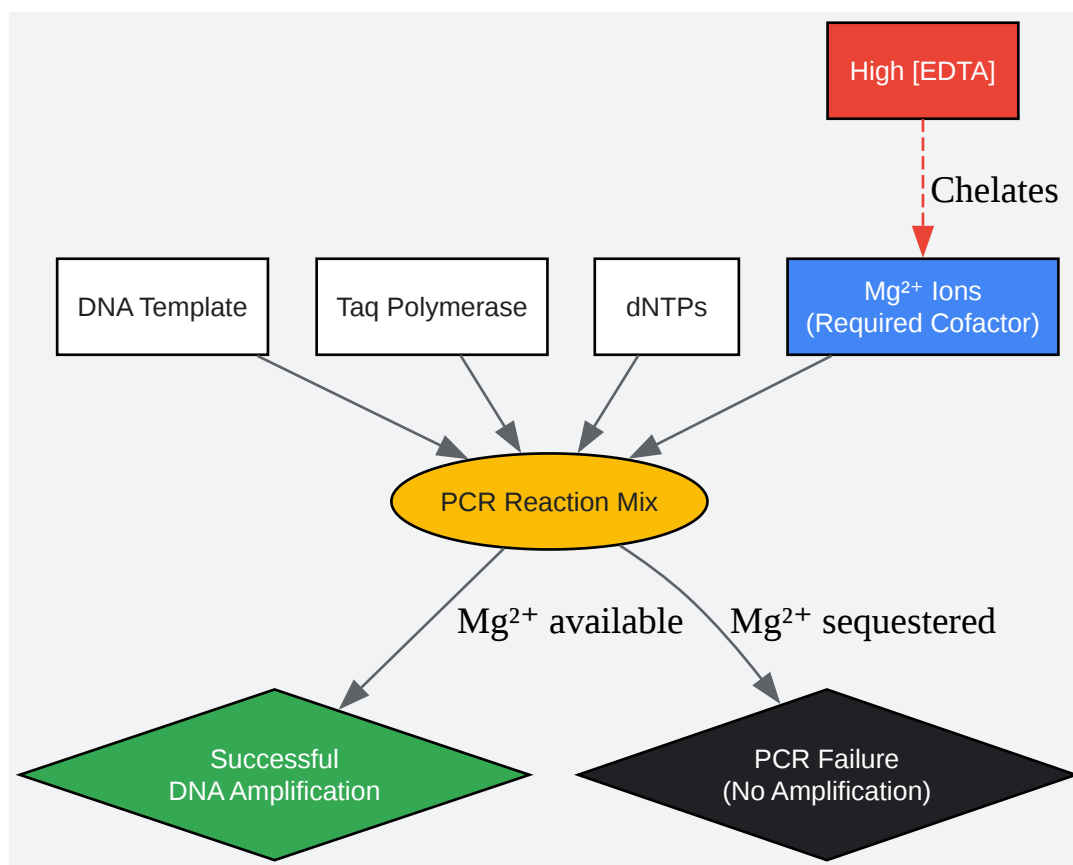 High [EDTA]
Chelates
DNA Template
Taq Polymerase
dNTPs
Mg²⁺ Ions
(Required Cofactor)
PCR Reaction Mix
Mg²⁺ available
Mg²⁺ sequestered
Successful
DNA Amplification
PCR Failure
(No Amplification)